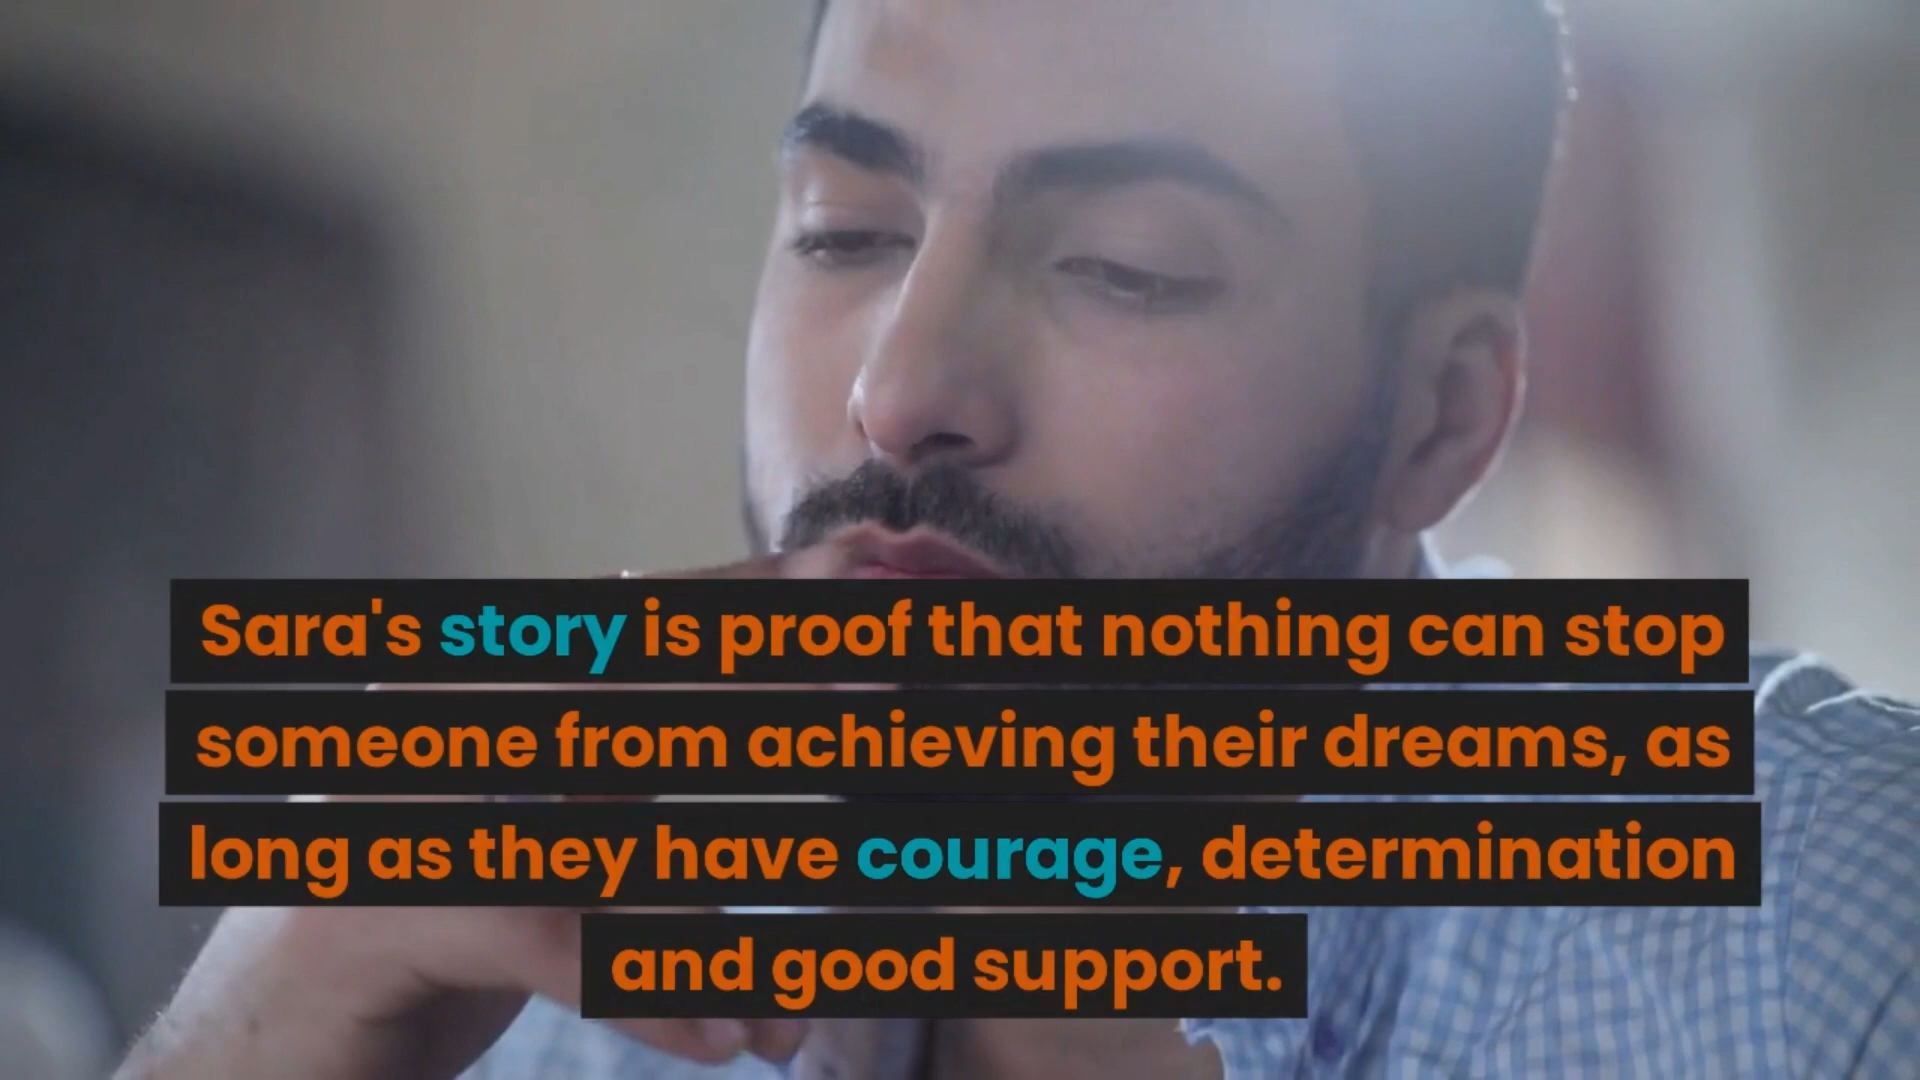 Sara's story is proof that nothing can stop
someone from achieving their dreams, as
long as they have courage, determination
and good support.